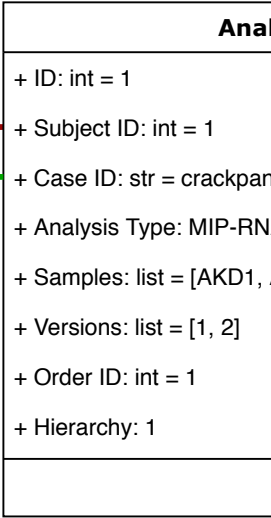 Anal
+ ID: int = 1
+ Subject ID: int = 1
+ Case ID: str = crackpan
+ Analysis Type: MIP-RN
+ Samples: list = [AKD1,
+ Versions: list = [1, 2]
+ Order ID: int = 1
+ Hierarchy: 1